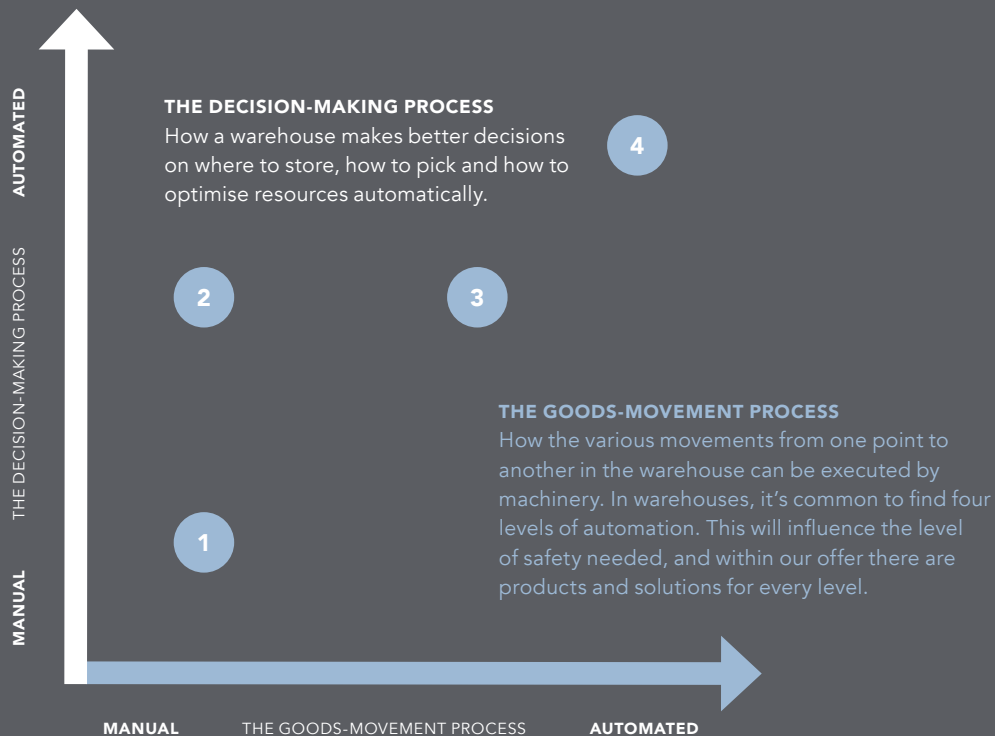 AUTOMATED
THE DECISION-MAKING PROCESS
MANUAL
THE DECISION-MAKING PROCESS
How a warehouse makes better decisions
on where to store, how to pick and how to
optimise resources automatically.
4
2
3
THE GOODS-MOVEMENT PROCESS
How the various movements from one point to
another in the warehouse can be executed by
machinery. In warehouses, it’s common to find four
levels of automation. This will influence the level
of safety needed, and within our offer there are
products and solutions for every level.
1
MANUAL
THE GOODS-MOVEMENT PROCESS
AUTOMATED